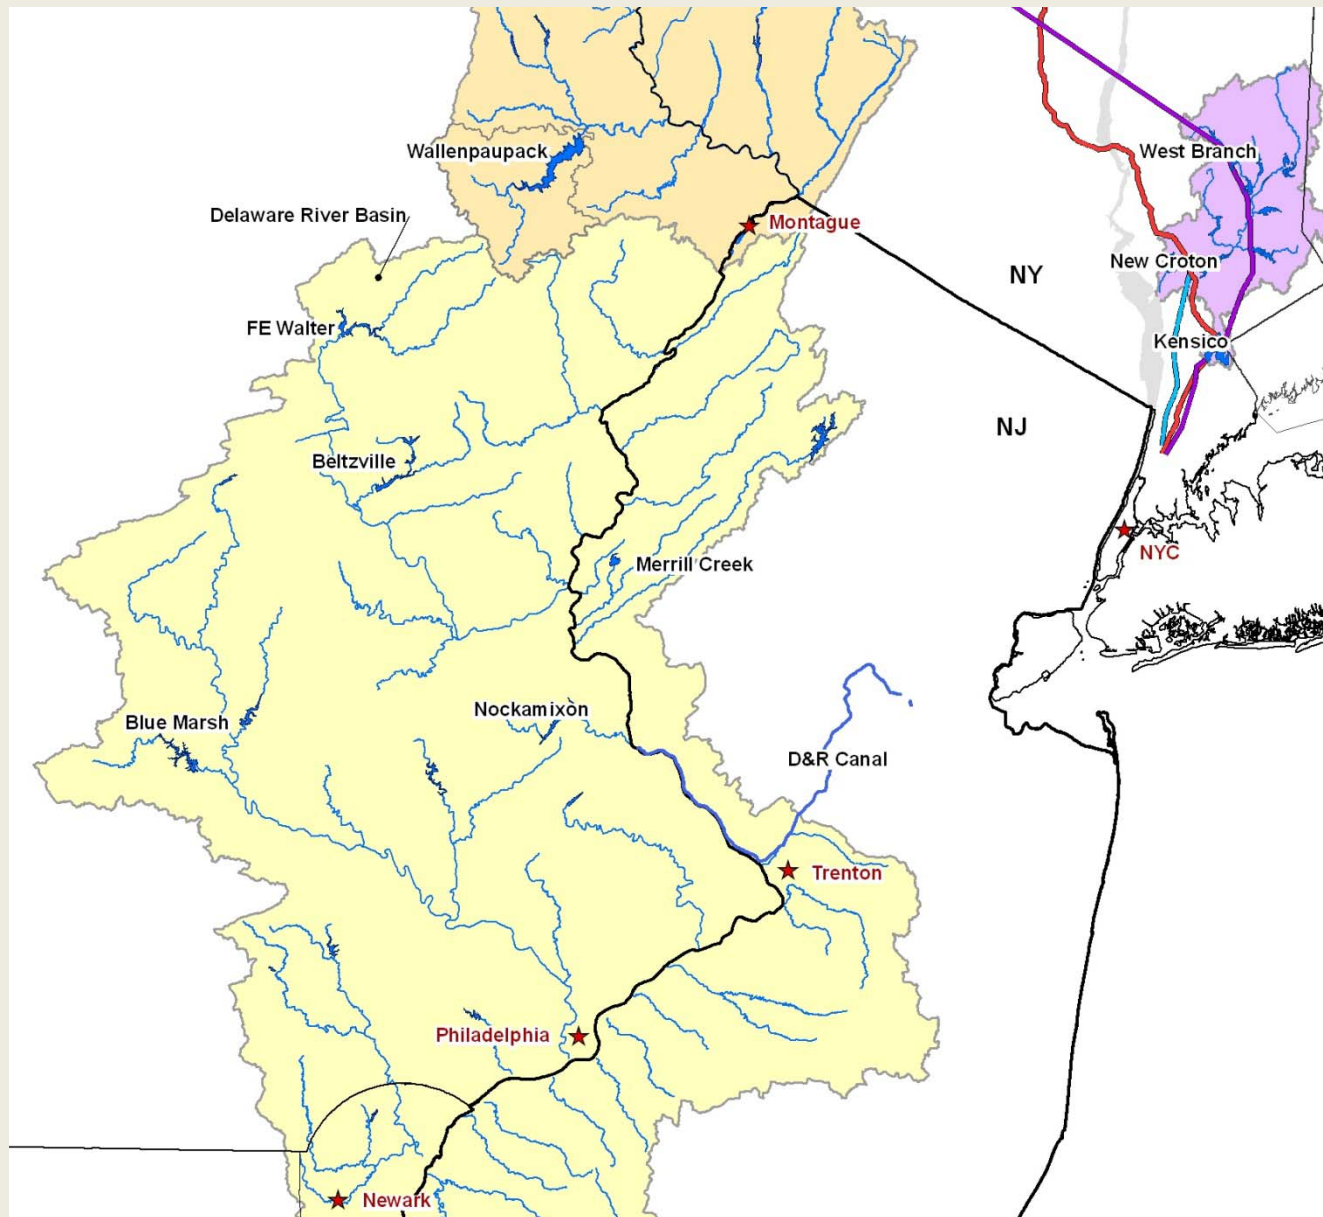 Wallenpaupack
West Branch
Delaware River Basin
Montague
New Croton
NY
FE Walter
Kensico
NJ
Beltzville
NYC
Merrill Creek
Nockamixon
Blue Marsh
D&R Canal
Trenton
Philadelphia
Newark